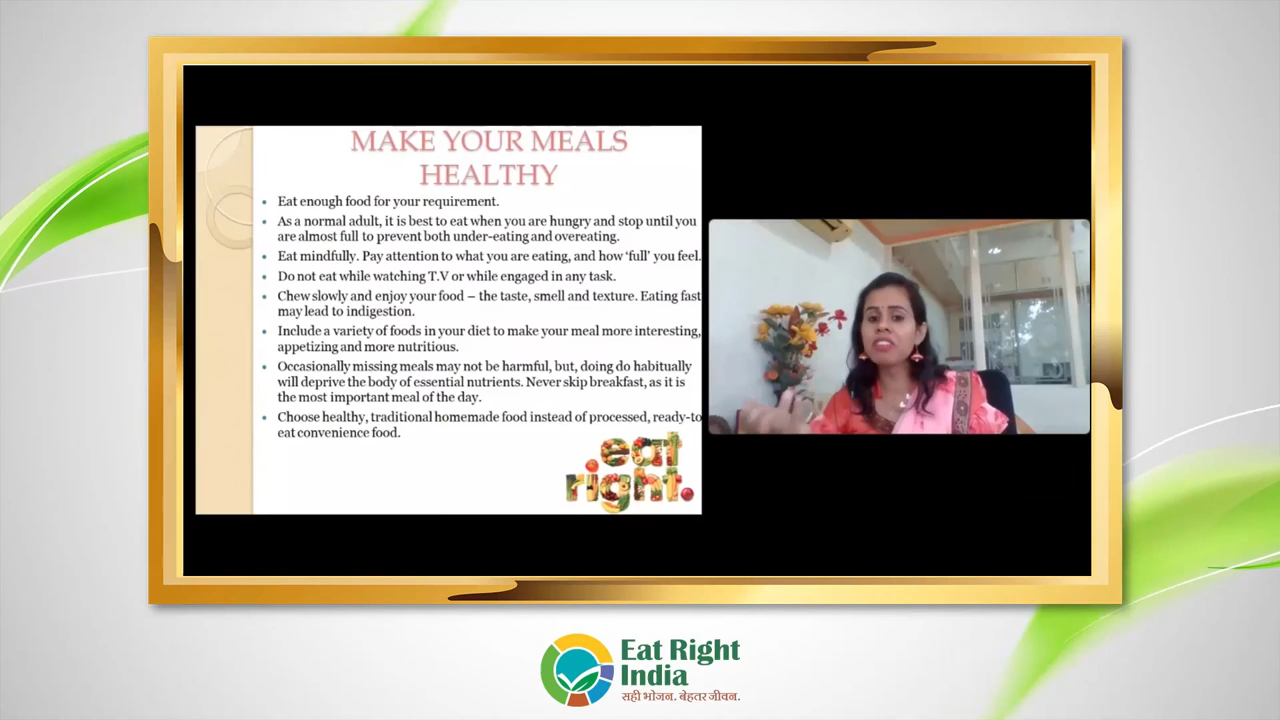 MAKE YOUR MEALS
HEALTHY
• Eat enough food for your requirement.
• As a normal adult, it is best to eat when you are hungry and stop until you
are almost full to prevent both under-eating and overeating.
• Eat mindfully. Pay attention to what you are eating, and how ‘full’ you feel.
• Do not eat while watching T.V or while engaged in any task.
• Chew slowly and enjoy your food – the taste, smell and texture. Eating fast
may lead to indigestion.
• Include a variety of foods in your diet to make your meal more interesting,
appetizing and more nutritious.
• Occasionally missing meals may not be harmful, but, doing do habitually
will deprive the body of essential nutrients. Never skip breakfast, as it is
the most important meal of the day.
• Choose healthy, traditional homemade food instead of processed, ready-to
eat convenience food.
eat
right.
Eat Right
India
सही भोजन. बेहतर जीवन.